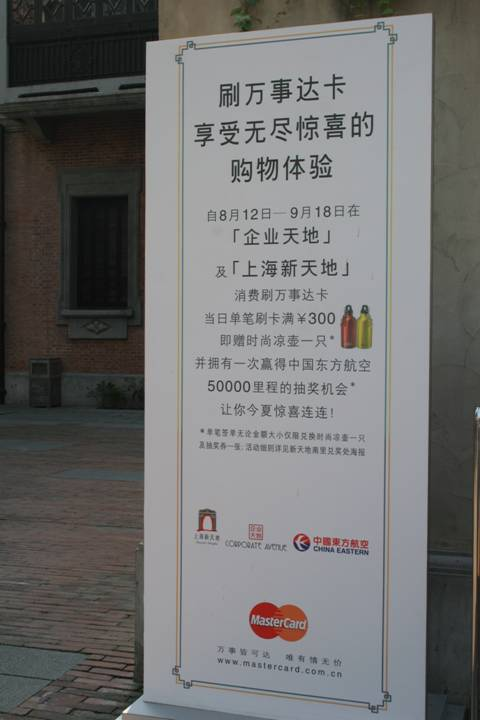 刷万事达卡
享受无尽惊喜的
购物体验
自8月12日—9月18日在
「企业天地」
及「上海新天地」
消费刷万事达卡
当日单笔刷卡满¥300
即赠时尚凉壶一只*
并拥有一次赢得中国东方航空
50000里程的抽奖机会*
让你今夏惊喜连连！
*单笔签单无论金额大小仅限兑换时尚凉壶一只
及抽奖券一张;活动细则详见新天地南里兑奖处海报
上海新天地
企业
天地
CORPORATE AVENUE
中國東方航空
CHINA EASTERN
MasterCard
万事皆可达 唯有情无价
www.mastercard.com.cn